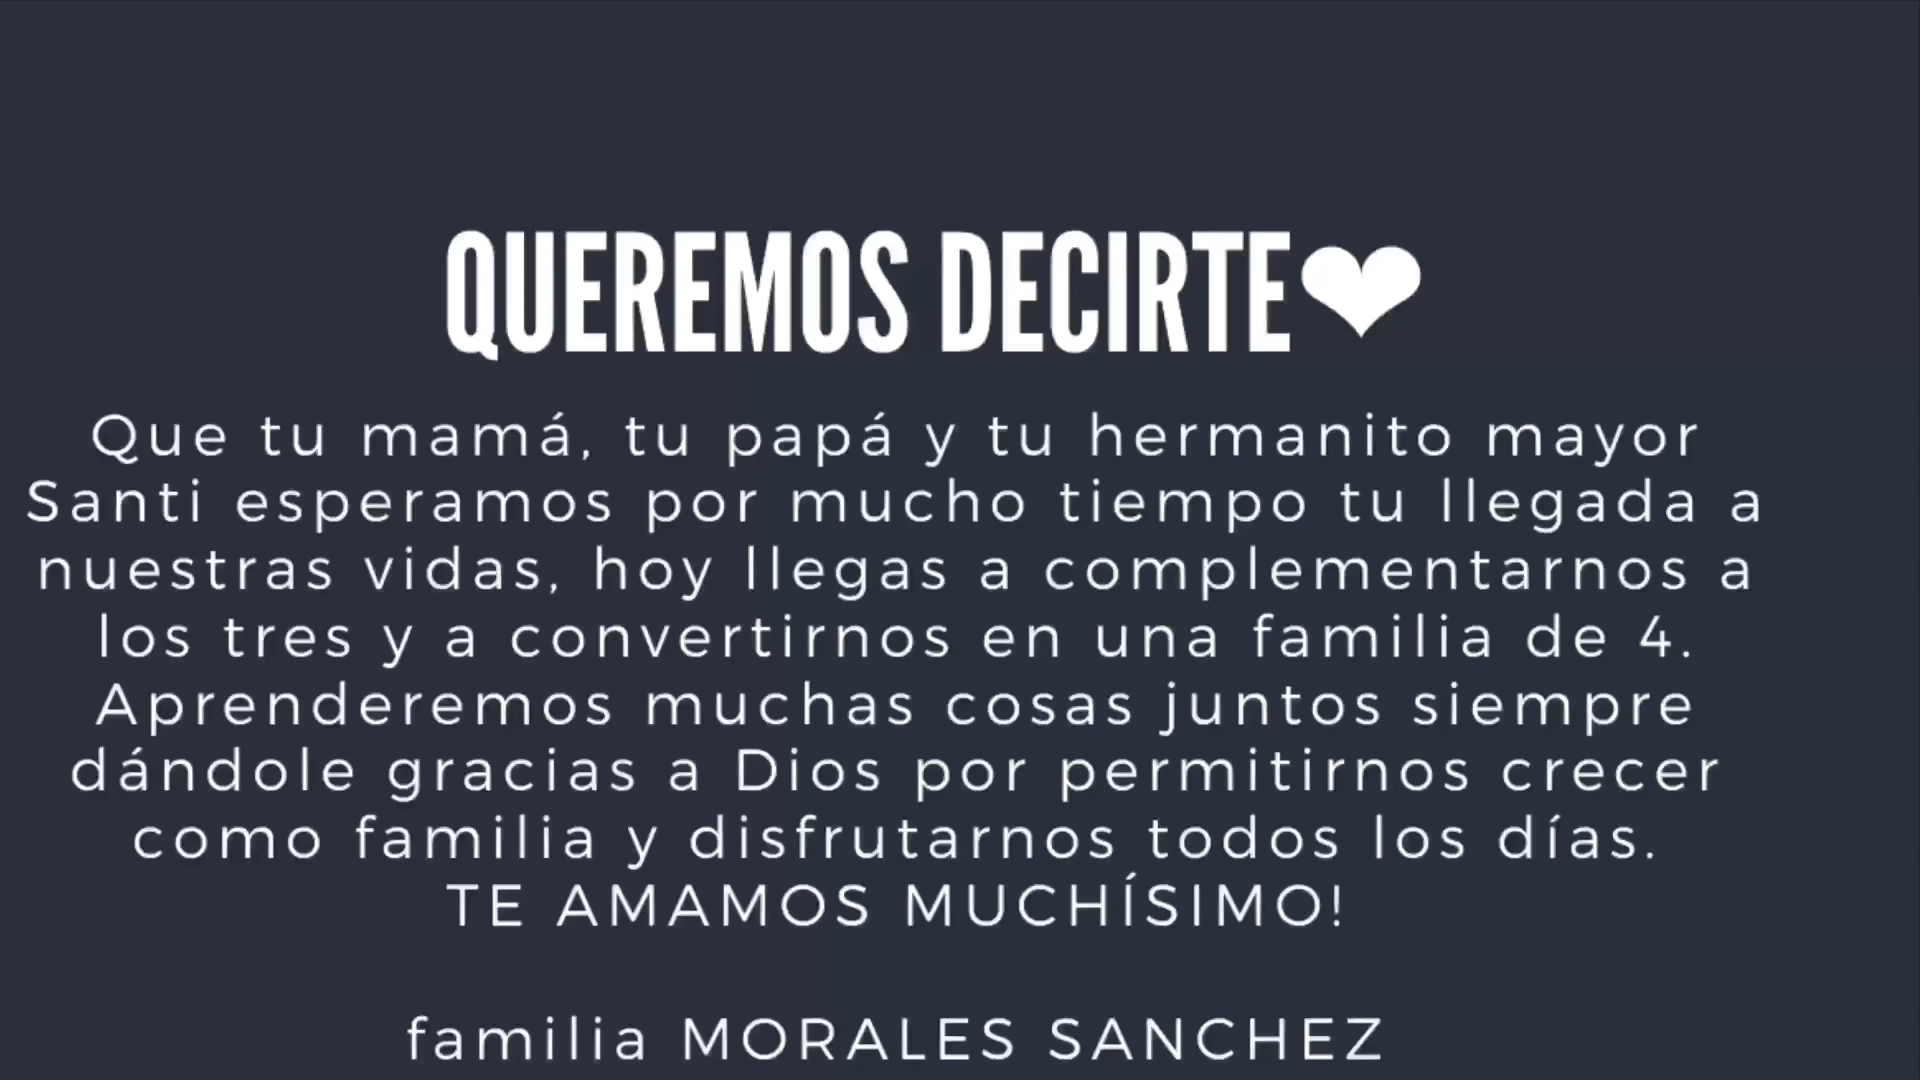 QUEREMOS DECIRTE❤
Que tu mamá, tu papá y tu hermanito mayor
Santi esperamos por mucho tiempo tu llegada a
nuestras vidas, hoy llegas a complementarnos a
los tres y a convertirnos en una familia de 4.
Aprenderemos muchas cosas juntos siempre
dándole gracias a Dios por permitirnos crecer
como familia y disfrutarnos todos los días.
TE AMAMOS MUCHÍSIMO!
familia MORALES SANCHEZ